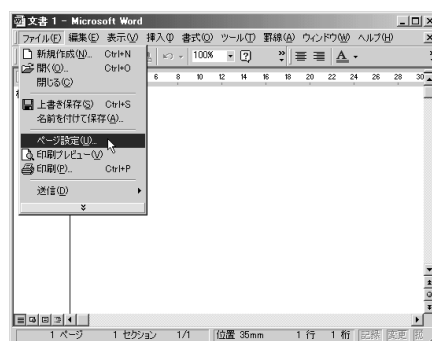 文書 1 - Microsoft Word
ファイル(F) 編集(E) 表示(V) 挿入(I) 書式(O) ツール(T) 罫線(A) ウィンドウ(W) ヘルプ(H)
新規作成(N)... Ctrl+N
開く(O)... Ctrl+O
閉じる(C)
上書き保存(S) Ctrl+S
名前を付けて保存(A)...
ページ設定(U)...
印刷プレビュー(V)
印刷(P)... Ctrl+P
送信(D)
100%
A
6 8 10 12 14 16 18 20 22 24 26 28 30
1 ページ 1 セクション 1/1 位置 35mm 1 行 1 桁 記録 変更